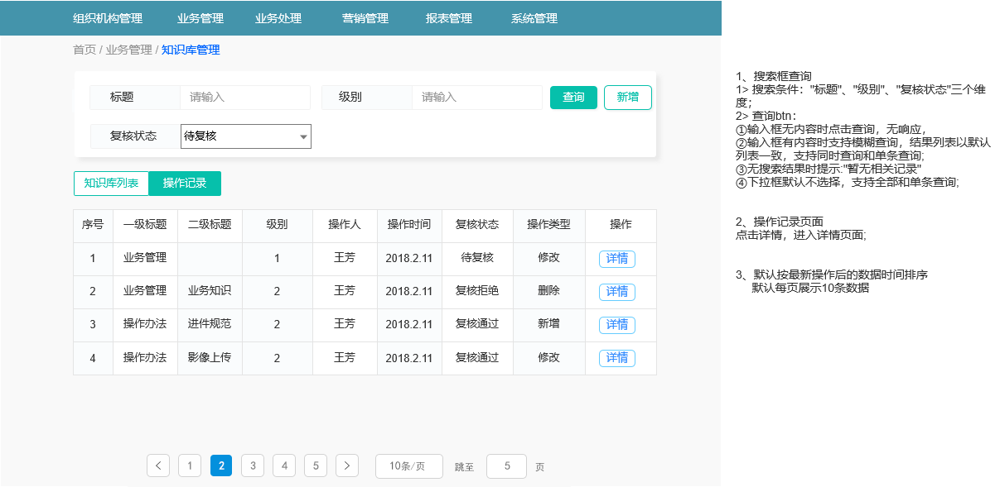 组织机构管理 业务管理 业务处理 营销管理 报表管理 系统管理
首页 / 业务管理 / 知识库管理
标题 请输入 级别 请输入 查询 新增
复核状态 待复核
知识库列表 操作记录
序号 一级标题 二级标题 级别 操作人 操作时间 复核状态 操作类型 操作
1 业务管理 1 王芳 2018.2.11 待复核 修改 详情
2 业务管理 业务知识 2 王芳 2018.2.11 复核拒绝 删除 详情
3 操作办法 进件规范 2 王芳 2018.2.11 复核通过 新增 详情
4 操作办法 影像上传 2 王芳 2018.2.11 复核通过 修改 详情
< 1 2 3 4 5 > 10条/页 跳至 5 页
1、搜索框查询
1> 搜索条件："标题"、"级别"、"复核状态"三个维
度；
2> 查询btn：
①输入框无内容时点击查询，无响应，
②输入框有内容时支持模糊查询，结果列表以默认
列表一致，支持同时查询和单条查询;
③无搜索结果时提示:"暂无相关记录"
④下拉框默认不选择，支持全部和单条查询;
2、操作记录页面
点击详情，进入详情页面;
3、默认按最新操作后的数据时间排序
默认每页展示10条数据